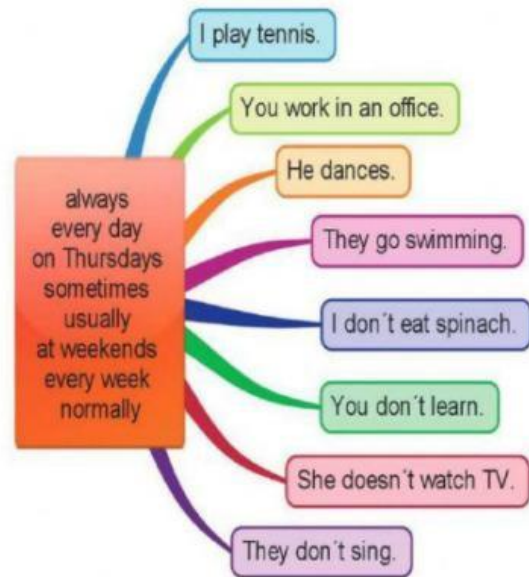 I play tennis.
You work in an office.
He dances.
They go swimming.
I don´t eat spinach.
You don´t learn.
She doesn´t watch TV.
They don´t sing.
always
every day
on Thursdays
sometimes
usually
at weekends
every week
normally